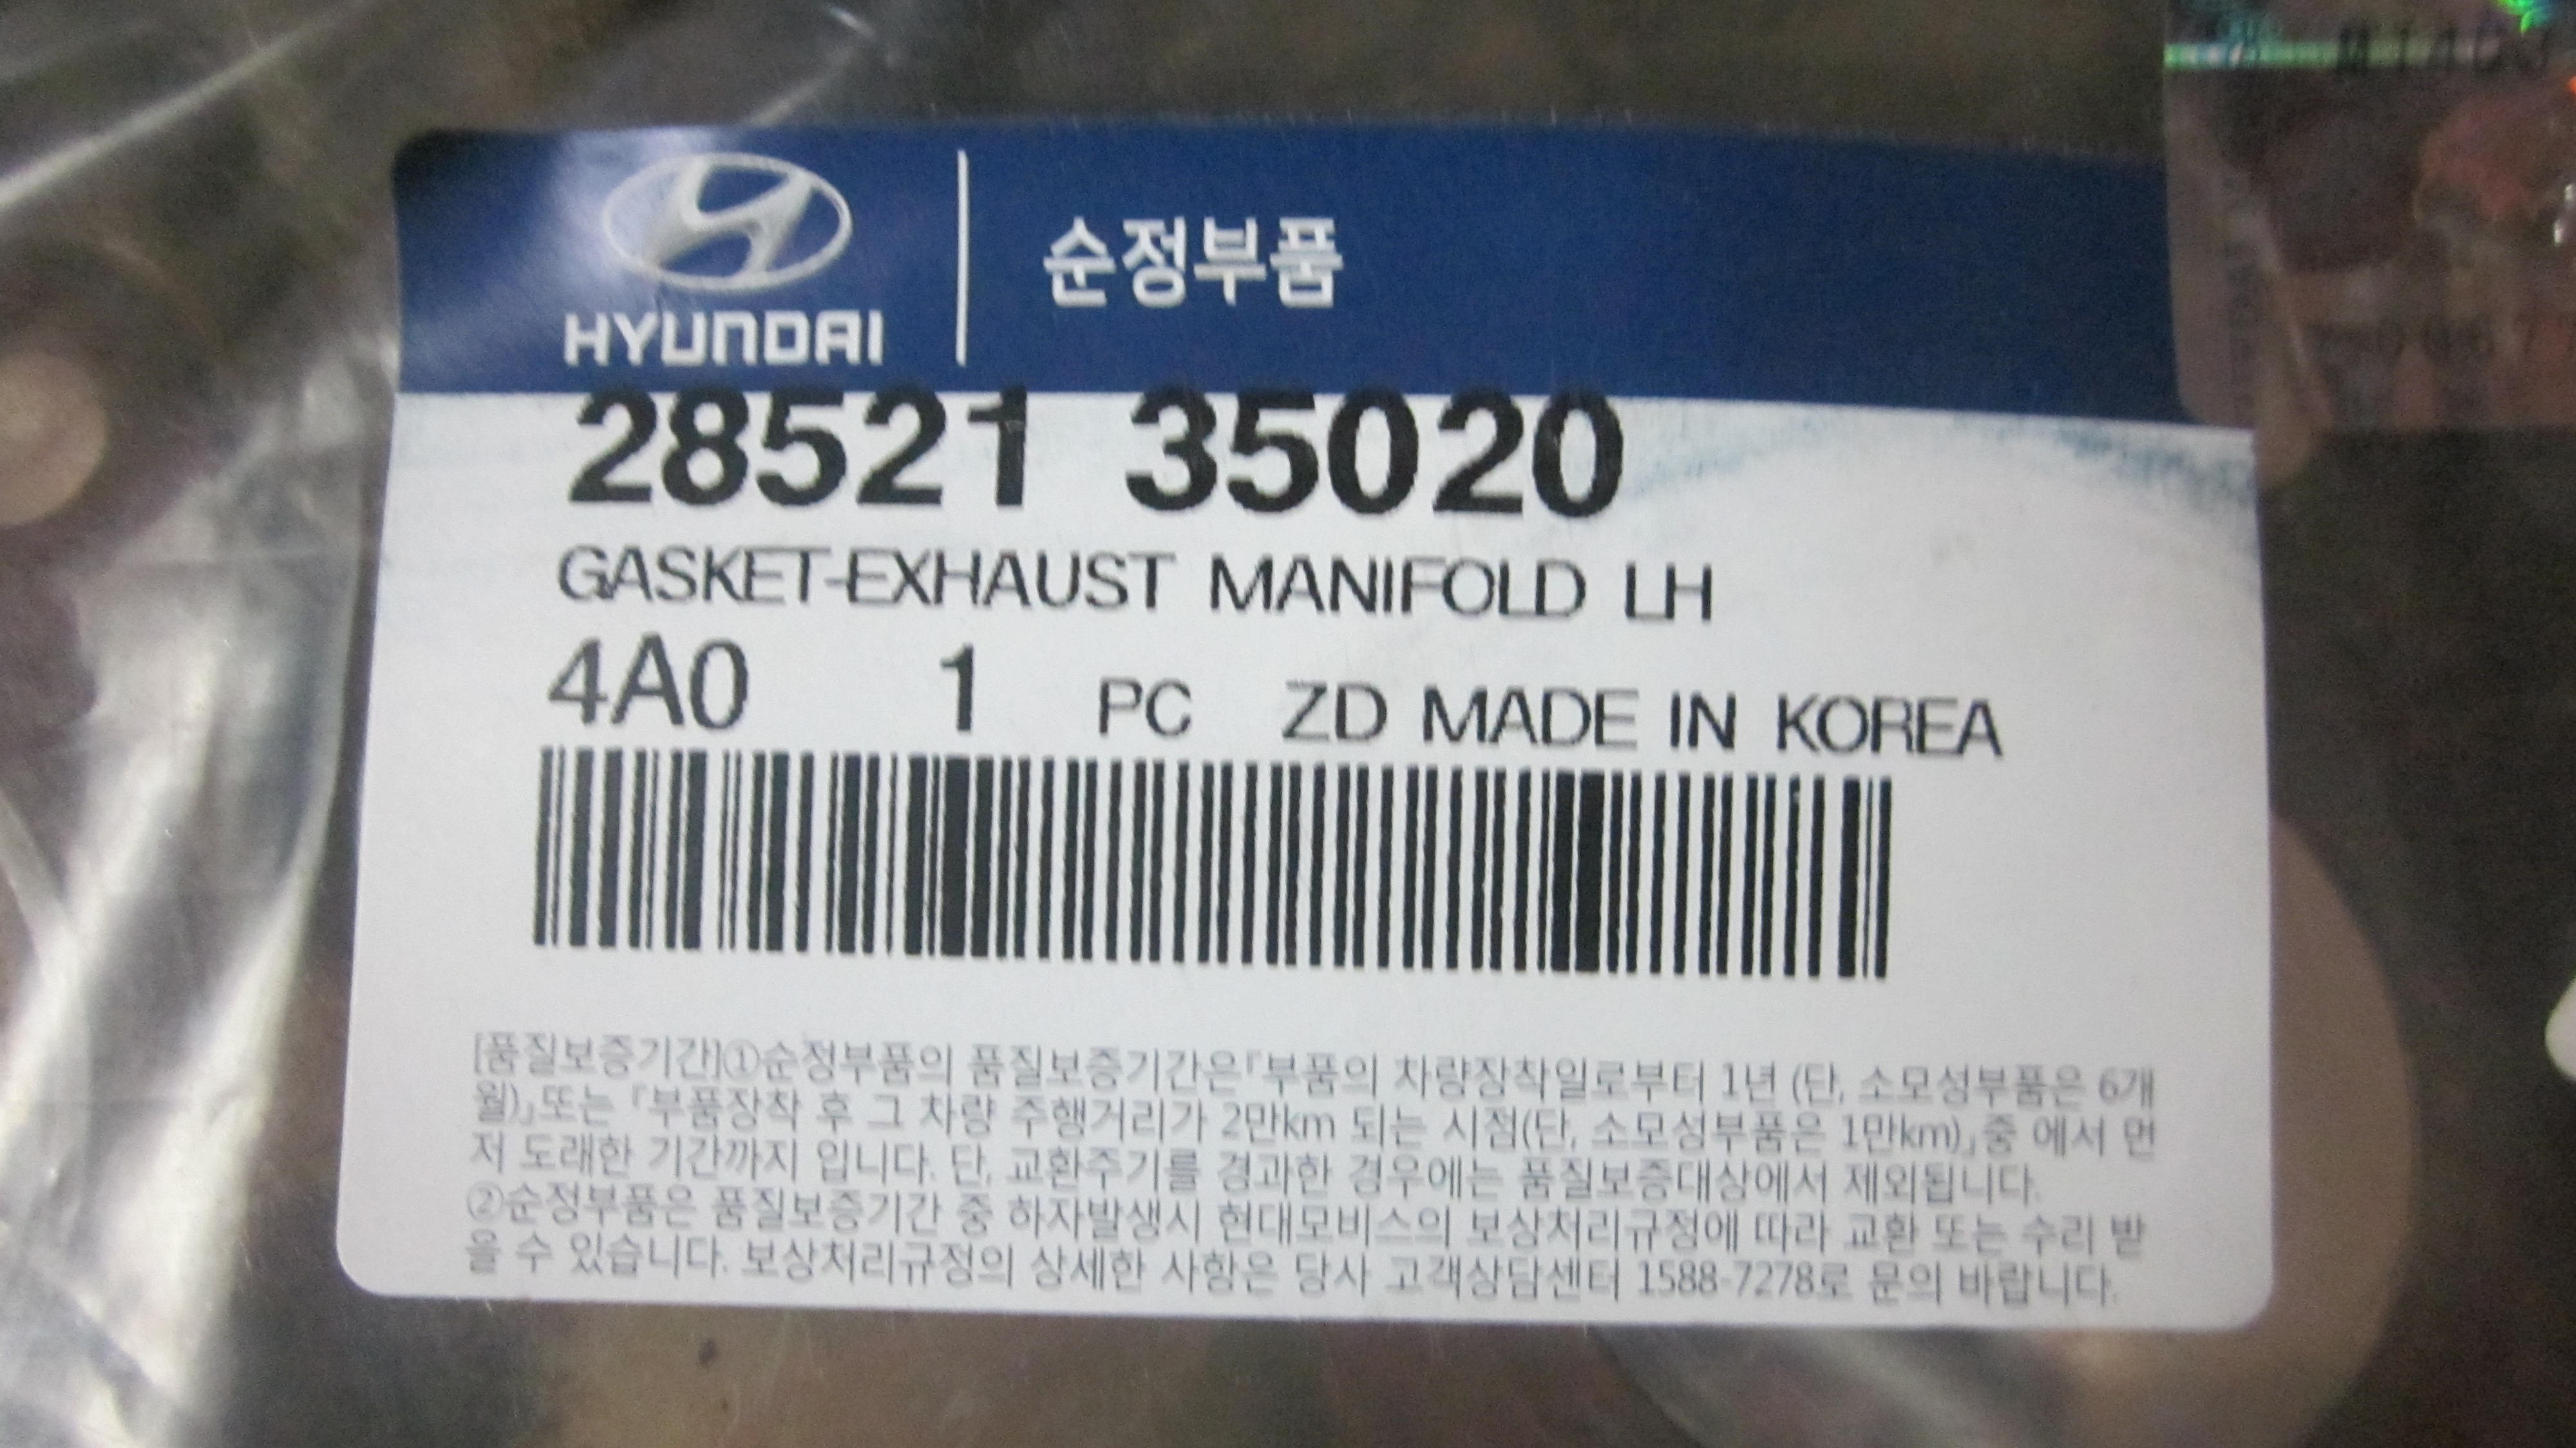 HYUNDAI
순정부품
28521 35020
GASKET-EXHAUST MANIFOLD LH
4A0 1 PC ZD MADE IN KOREA
[품질보증기간]①순정부품의 품질보증기간은「부품의 차량장착일로부터 1년 (단, 소모성부품은 6개
월)」또는 「부품장착 후 그 차량 주행거리가 2만km 되는 시점(단, 소모성부품은 1만km)」중 에서 먼
저 도래한 기간까지 입니다. 단, 교환주기를 경과한 경우에는 품질보증대상에서 제외됩니다.
②순정부품은 품질보증기간 중 하자발생시 현대모비스의 보상처리규정에 따라 교환 또는 수리 받
을 수 있습니다. 보상처리규정의 상세한 사항은 당사 고객상담센터 1588-7278로 문의 바랍니다.